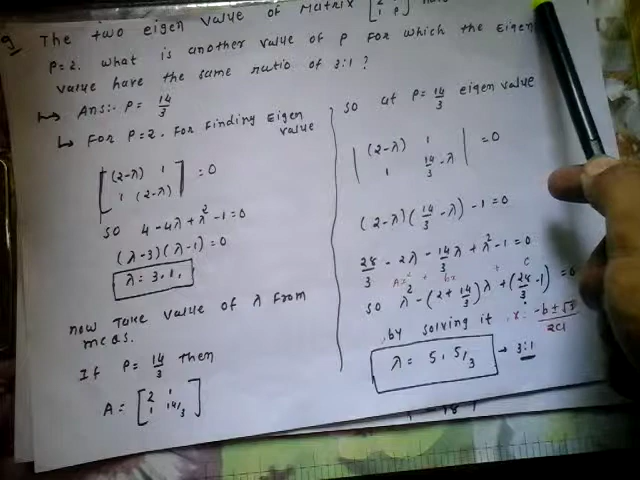 Q] The two eigen value of Matrix [2 1
1 P]
P=2. What is another value of P for which the Eigen
value have the same ratio of 3:1?
↳ Ans:- P = 14/3
↳ For P=2. For Finding Eigen
value
[(2-λ) 1
1 (2-λ)] = 0
so 4-4λ+λ²-1=0
(λ-3)(λ-1)=0
λ = 3,1,
now take value of λ From
mcqs.
If P = 14/3 then
A = [2 1
1 14/3]
so at P = 14/3 eigen value
|(2-λ) 1
1 14/3-λ| =0
(2-λ)(14/3-λ)-1=0
28/3 - 2λ - 14/3λ + λ²-1=0
so λ²-(2+14/3)λ+(28/3-1)=0
by solving it x: -b±√
λ = 5, 5/3 → 3:1